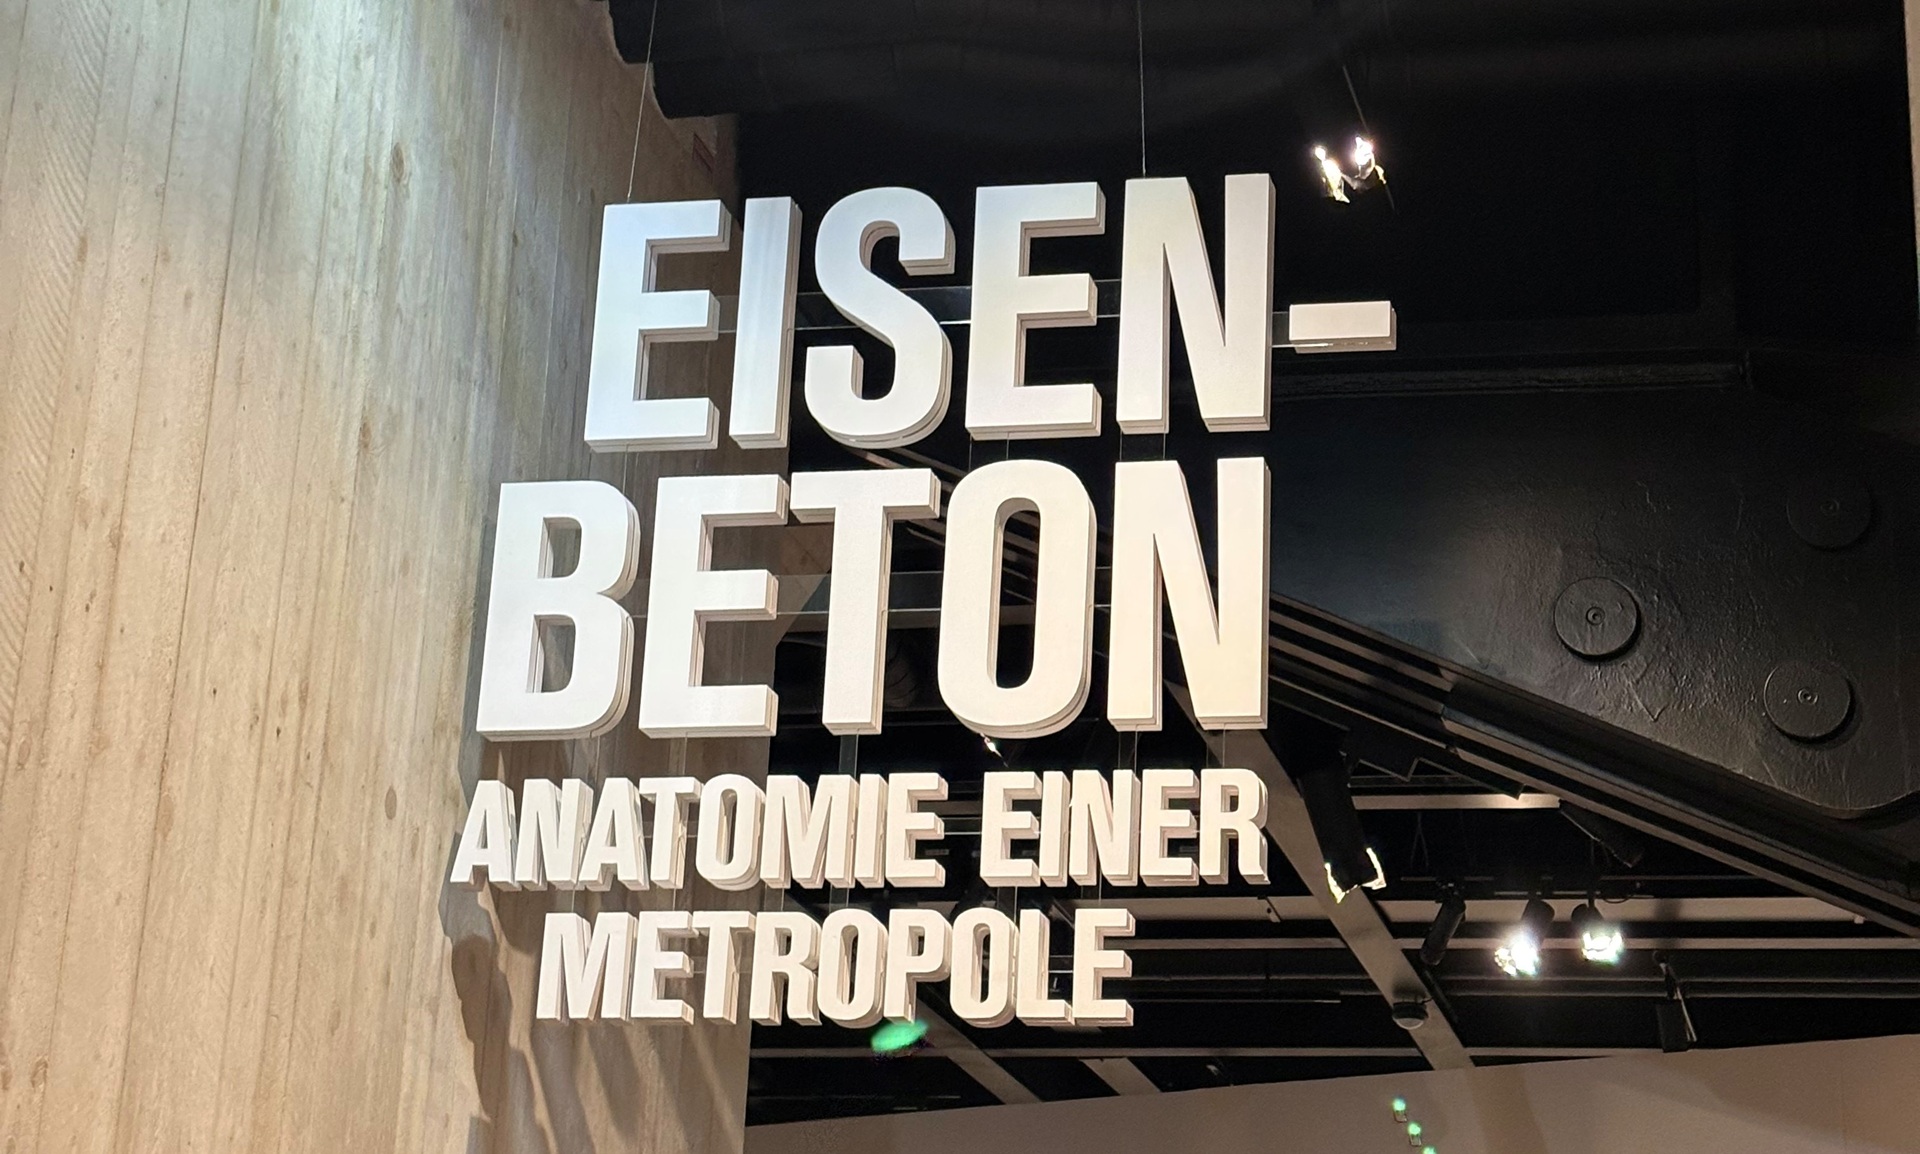 EISEN-
BETON
ANATOMIE EINER
METROPOLE